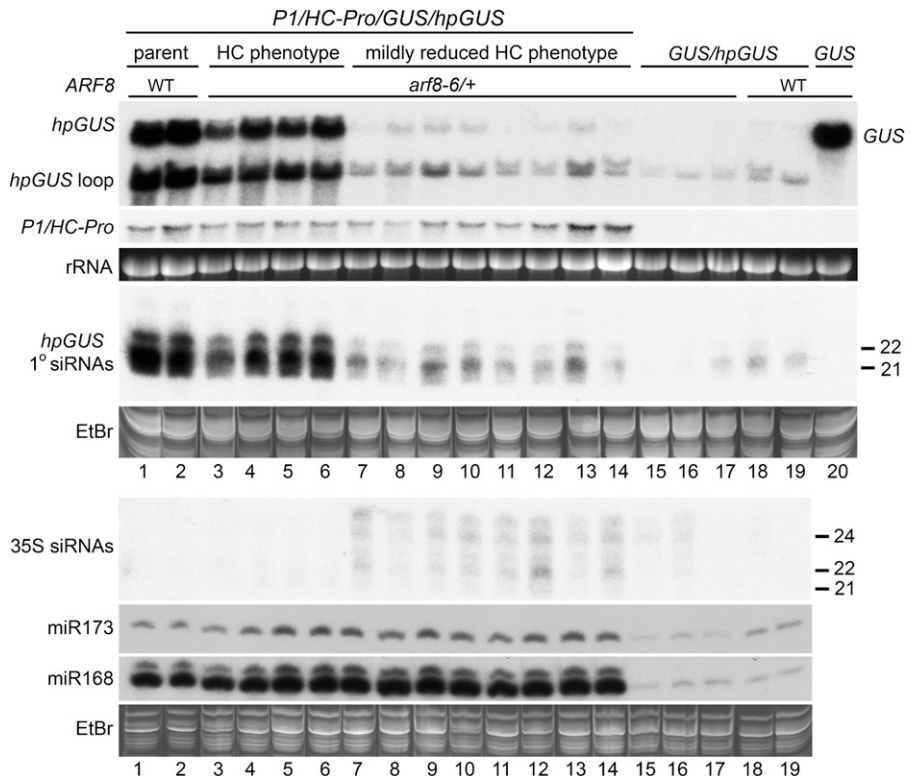 P1/HC-Pro/GUS/hpGUS
parent HC phenotype mildly reduced HC phenotype GUS/hpGUS GUS
ARF8 WT arf8-6/+ WT
hpGUS GUS
hpGUS loop
P1/HC-Pro
rRNA
hpGUS
1° siRNAs
22
21
EtBr
1 2 3 4 5 6 7 8 9 10 11 12 13 14 15 16 17 18 19 20
35S siRNAs
24
22
21
miR173
miR168
EtBr
1 2 3 4 5 6 7 8 9 10 11 12 13 14 15 16 17 18 19